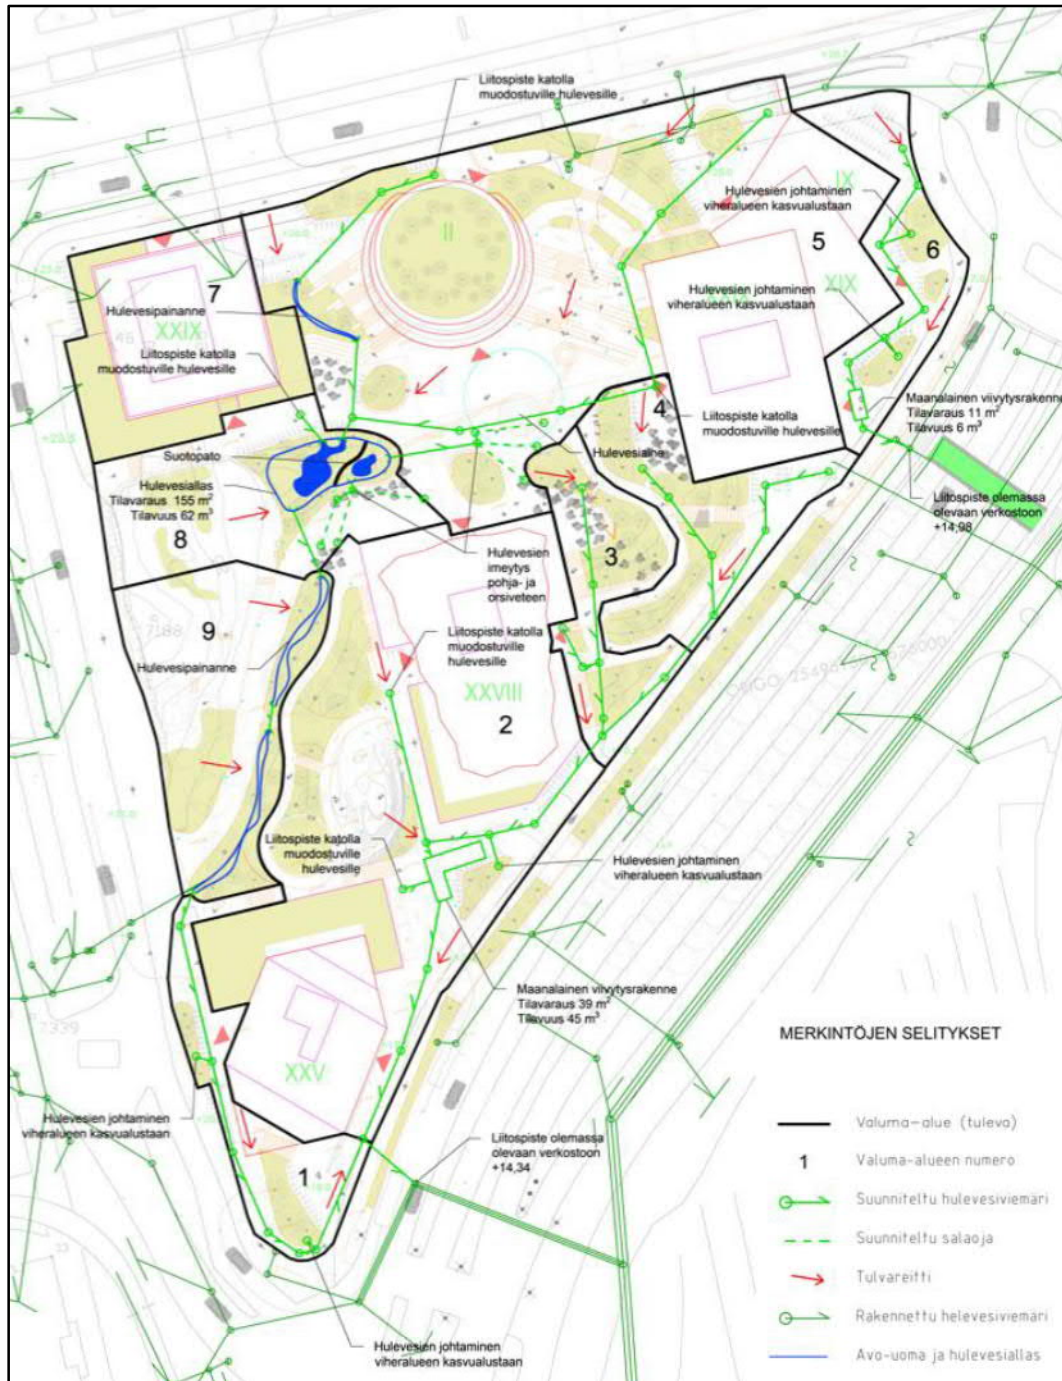 Liitospiste katolla
muodostuville hulevesille
IX
Hulevesien johtaminen
viheralueen kasvualustaan
II
5
6
7
XIX
Hulevesien johtaminen
viheralueen kasvualustaan
Hulevesipainanne
XXIX
Liitospiste katolla
muodostuville hulevesille
Maanalainen viivytysrakenne
Tilavaraus 11 m²
Tilavuus 6 m³
4
Liitospiste katolla
muodostuville hulevesille
Suotopato
Hulevesiaihe
Hulevesiallas
Tilavaraus 155 m²
Tilavuus 62 m³
Liitospiste olemassa
olevaan verkostoon
+14,98
8
Hulevesien
imeytys
pohja- ja
orsiveteen
3
9
7188
Liitospiste katolla
muodostuville
hulevesille
Hulevesipainanne
XXVIII
2
Liitospiste katolla
muodostuville
hulevesille
Hulevesien johtaminen
viheralueen kasvualustaan
Maanalainen viivytysrakenne
Tilavaraus 39 m²
Tilavuus 45 m³
7339
MERKINTÖJEN SELITYKSET
XXV
Hulevesien johtaminen
viheralueen kasvualustaan
Liitospiste olemassa
olevaan verkostoon
+14,34
1
Valuma-alue (tuleva)
1 Valuma-alueen numero
Suunniteltu hulevesiviemäri
Suunniteltu salaoja
Tulvareitti
Rakennettu helevesiviemäri
Avo-uoma ja hulevesiallas
Hulevesien johtaminen
viheralueen kasvualustaan